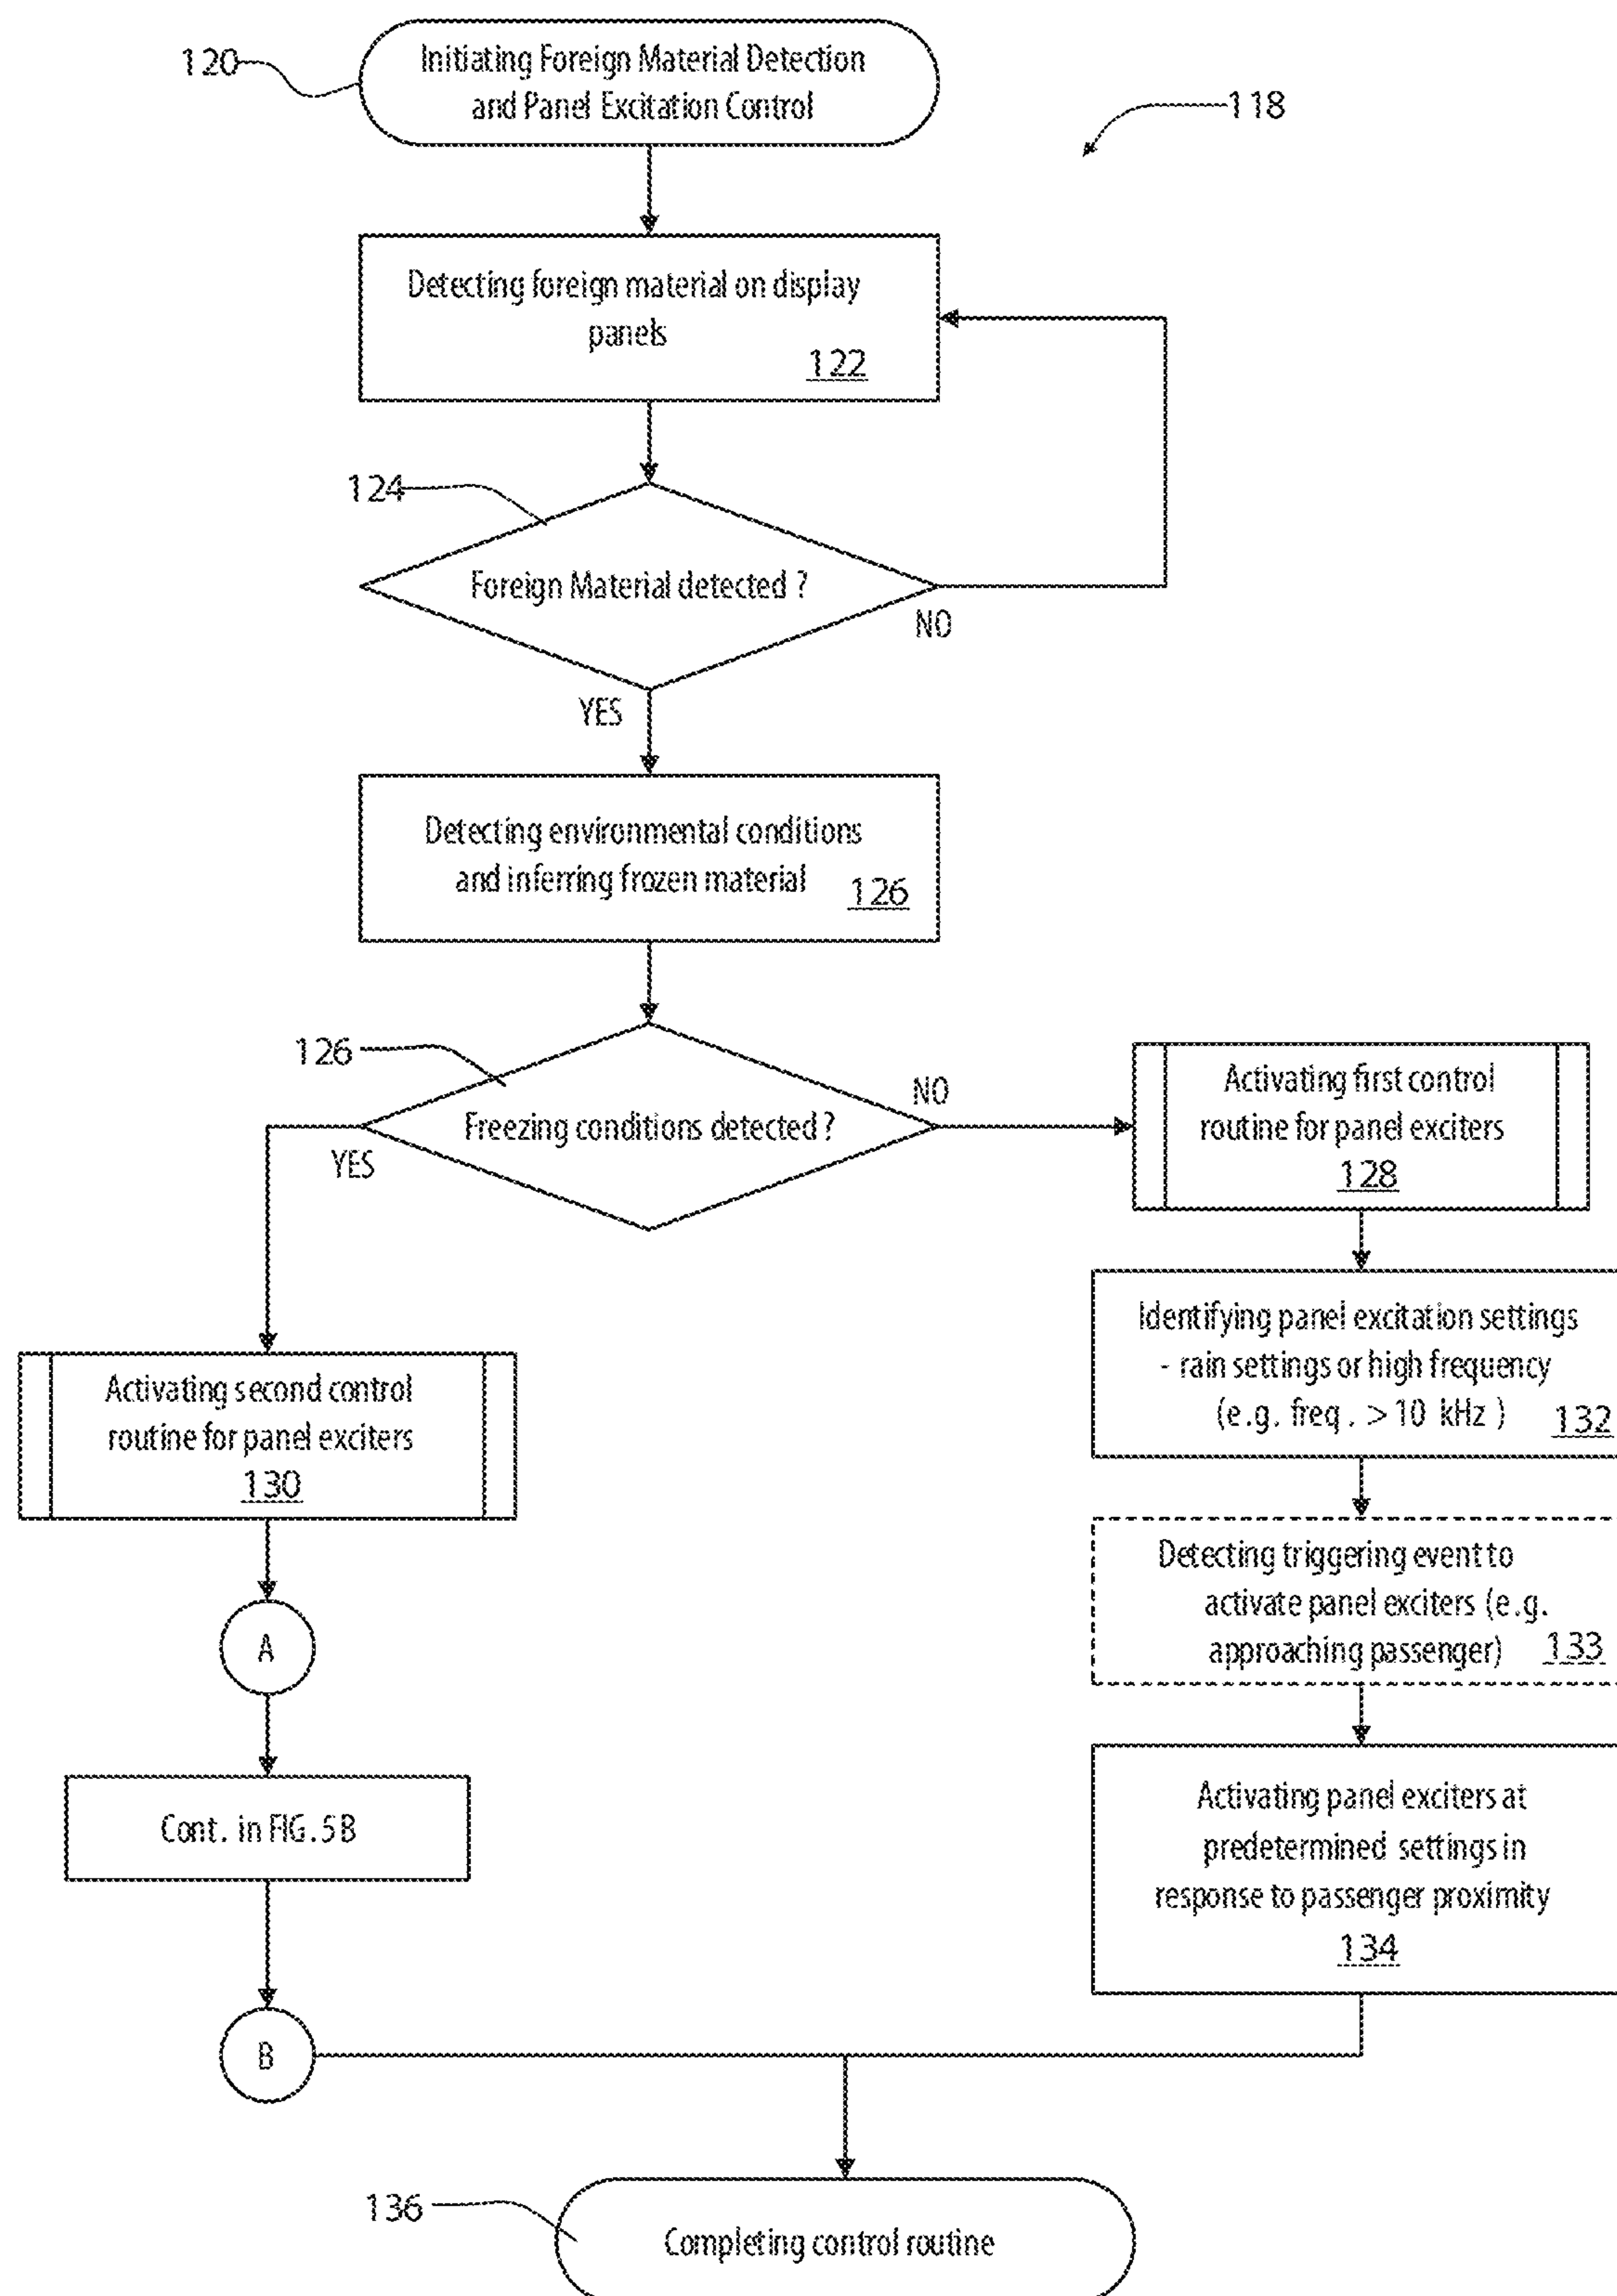 120
Initiating Foreign Material Detection
and Panel Excitation Control
118
Detecting foreign material on display
panels
122
124
Foreign Material detected ?
NO
YES
Detecting environmental conditions
and inferring frozen material
126
126
Freezing conditions detected ?
NO
YES
Activating first control
routine for panel exciters
128
Identifying panel excitation settings
- rain settings or high frequency
(e.g. freq. > 10 kHz )
132
Activating second control
routine for panel exciters
130
Detecting triggering event to
activate panel exciters (e.g.
approaching passenger)
133
A
Activating panel exciters at
predetermined settings in
response to passenger proximity
134
Cont. in FIG. 5B
B
136
Completing control routine